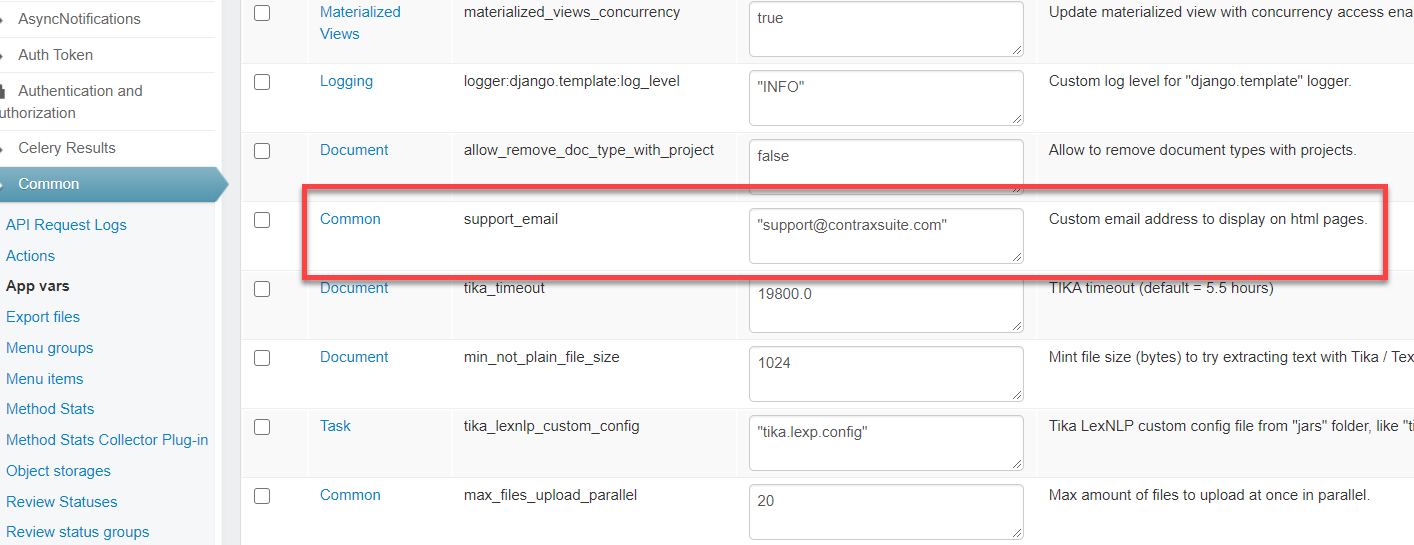 AsyncNotifications
Auth Token
Authentication and
uthorization
Celery Results
Common
API Request Logs
Actions
App vars
Export files
Menu groups
Menu items
Method Stats
Method Stats Collector Plug-in
Object storages
Review Statuses
Review status groups
Materialized Views materialized_views_concurrency true Update materialized view with concurrency access ena
Logging logger:django.template:log_level "INFO" Custom log level for "django.template" logger.
Document allow_remove_doc_type_with_project false Allow to remove document types with projects.
Common support_email "support@contraxsuite.com" Custom email address to display on html pages.
Document tika_timeout 19800.0 TIKA timeout (default = 5.5 hours)
Document min_not_plain_file_size 1024 Mint file size (bytes) to try extracting text with Tika / Tex
Task tika_lexnlp_custom_config "tika.lexp.config" Tika LexNLP custom config file from "jars" folder, like "ti
Common max_files_upload_parallel 20 Max amount of files to upload at once in parallel.